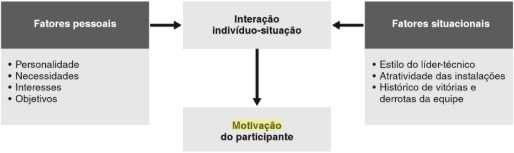 Fatores pessoais
• Personalidade
• Necessidades
• Interesses
• Objetivos
Interação
indivíduo-situação
Motivação
do participante
Fatores situacionais
• Estilo do líder-técnico
• Atratividade das instalações
• Histórico de vitórias e
derrotas da equipe